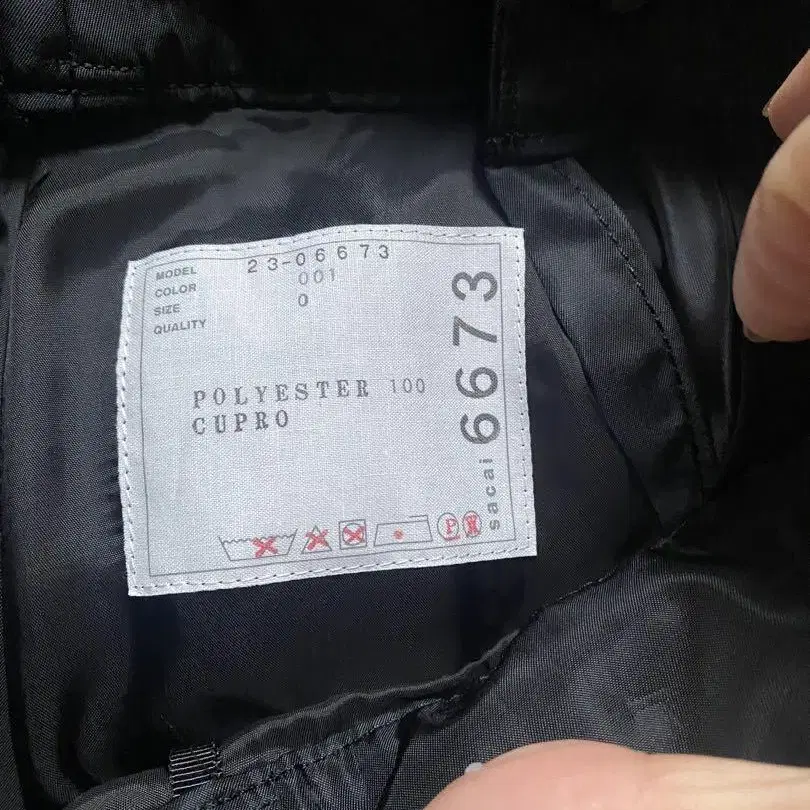 MODEL 23-06673
COLOR 001
SIZE 0
QUALITY
POLYESTER 100
CUPRO
P W
sacai 6673